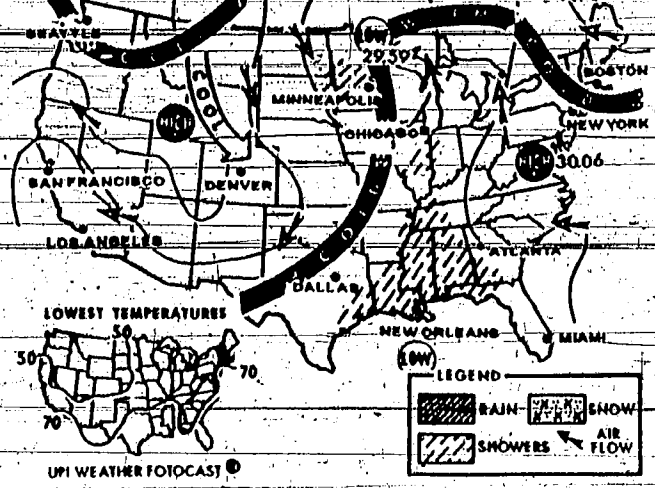 SEATTLE
COLD
LOW
29.50
BOSTON
COOL
MINNEAPOLIS
NEW YORK
HIGH
CHICAGO
HIGH 30.06
SAN FRANCISCO
DENVER
COLD
LOS ANGELES
ATLANTA
DALLAS
LOWEST TEMPERATURES
50
NEW ORLEANS
MIAMI
50
LOW
70
LEGEND
RAIN
SNOW
70
SHOWERS
AIR
FLOW
UPI WEATHER FOTOCAST